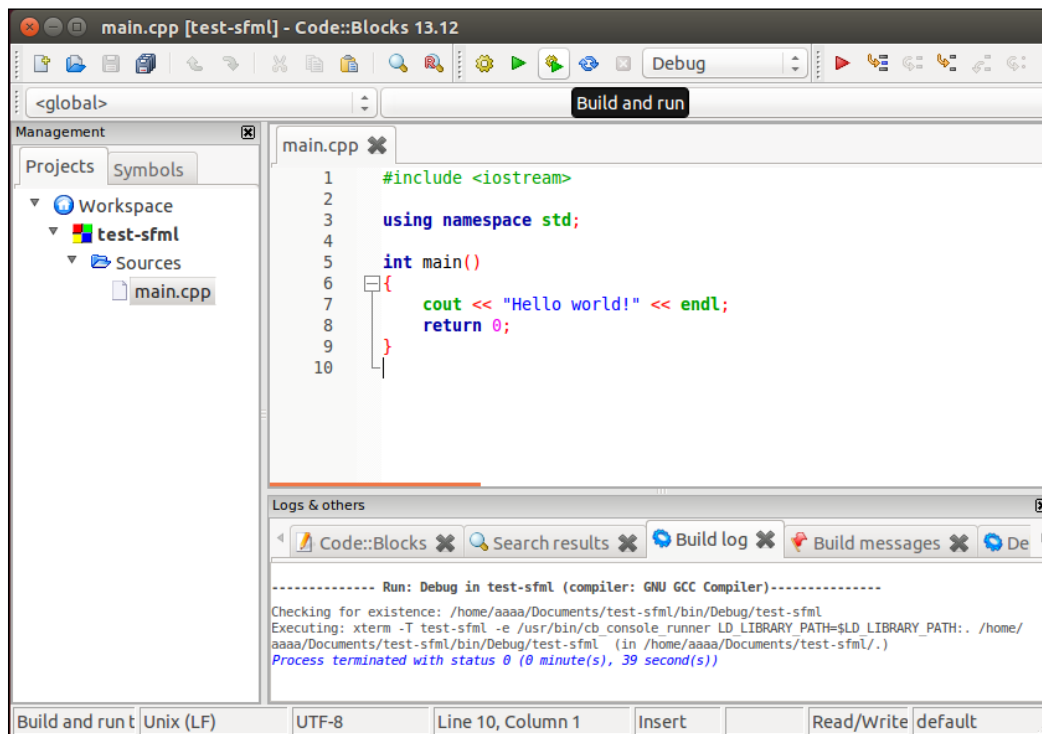 main.cpp [test-sfml] - Code::Blocks 13.12
Debug
<global>
Build and run
Management
Projects Symbols
Workspace
test-sfml
Sources
main.cpp
main.cpp
1 #include <iostream>
2
3 using namespace std;
4
5 int main()
6 {
7 cout << "Hello world!" << endl;
8 return 0;
9 }
10
Logs & others
Code::Blocks Search results Build log Build messages De
-------------- Run: Debug in test-sfml (compiler: GNU GCC Compiler)---------------
Checking for existence: /home/aaaa/Documents/test-sfml/bin/Debug/test-sfml
Executing: xterm -T test-sfml -e /usr/bin/cb_console_runner LD_LIBRARY_PATH=$LD_LIBRARY_PATH:. /home/
aaaa/Documents/test-sfml/bin/Debug/test-sfml  (in /home/aaaa/Documents/test-sfml/.)
Process terminated with status 0 (0 minute(s), 39 second(s))
Build and run t Unix (LF) UTF-8 Line 10, Column 1 Insert Read/Write default